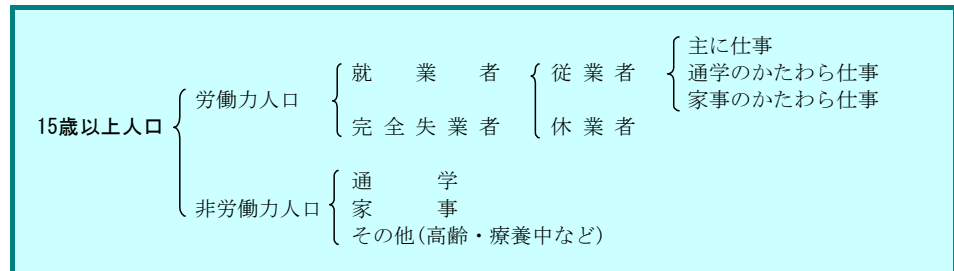 主に仕事
就業者 従業者 通学のかたわら仕事
労働力人口 家事のかたわら仕事
15歳以上人口 完全失業者 休業者
通学
非労働力人口 家事
その他(高齢・療養中など)